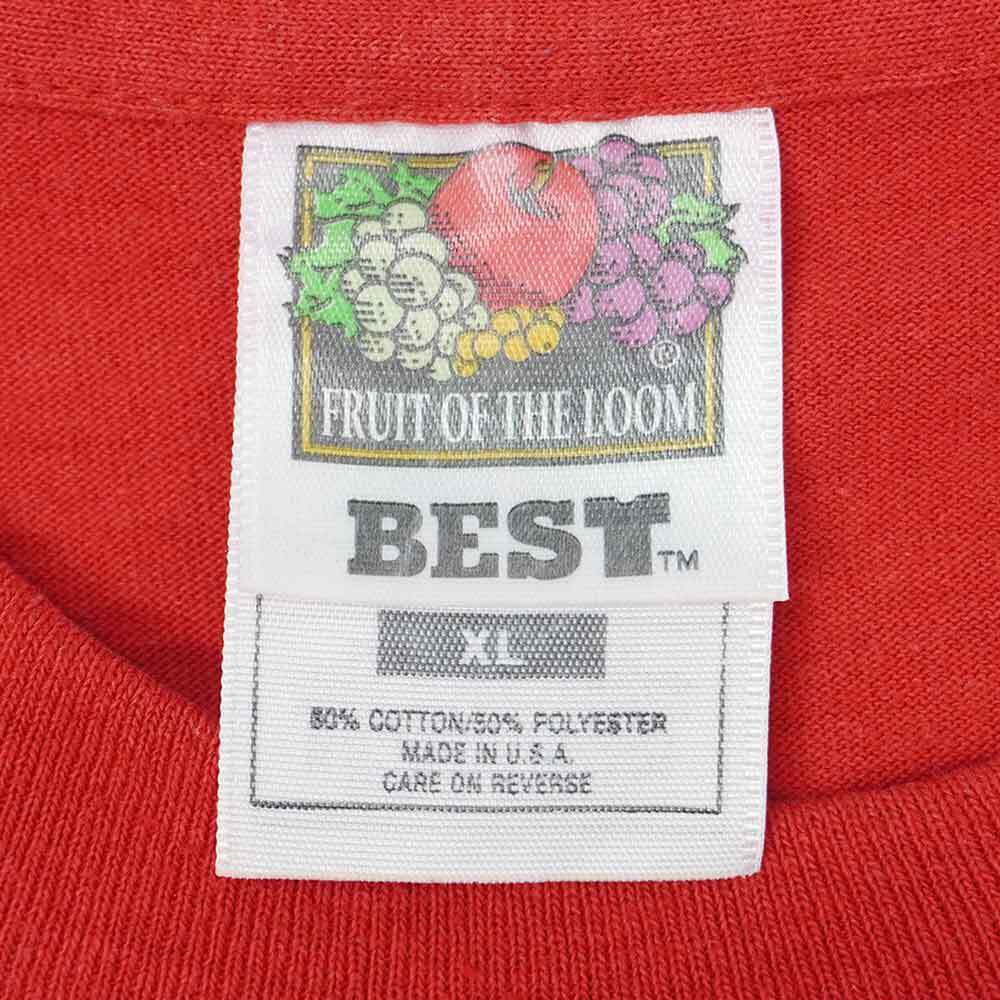 ®
FRUIT OF THE LOOM
BEST™
XL
50% COTTON/50% POLYESTER
MADE IN U.S.A.
CARE ON REVERSE